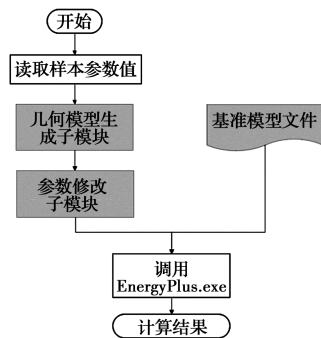 开始
读取样本参数值
几何模型生
成子模块
基准模型文件
参数修改
子模块
调用
EnergyPlus.exe
计算结果